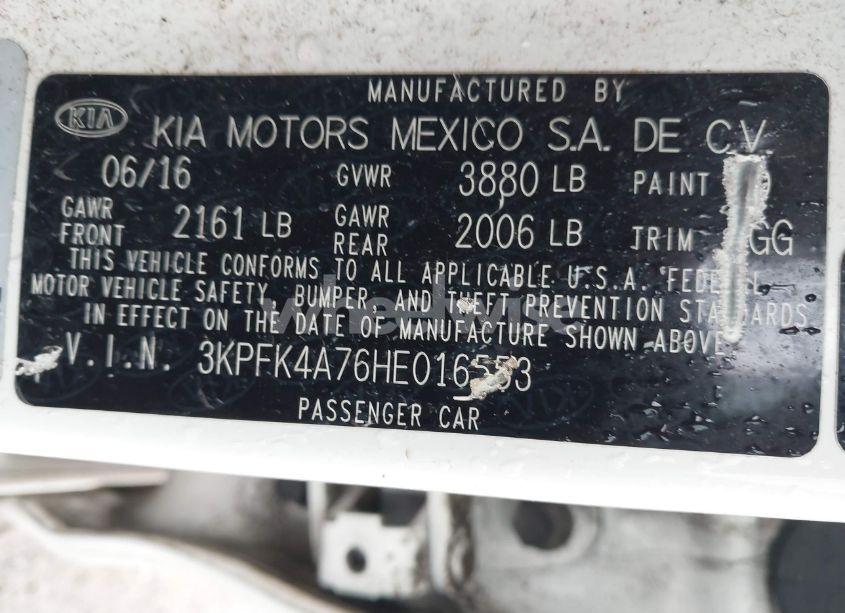 MANUFACTURED BY
KIA KIA MOTORS MEXICO S.A. DE C.V.
06/16 GVWR 3880 LB PAINT
GAWR FRONT 2161 LB GAWR REAR 2006 LB TRIM GG
THIS VEHICLE CONFORMS TO ALL APPLICABLE U.S.A. FEDERAL
MOTOR VEHICLE SAFETY, BUMPER, AND THEFT PREVENTION STANDARDS
IN EFFECT ON THE DATE OF MANUFACTURE SHOWN ABOVE.
V.I.N. 3KPFK4A76HE016553
PASSENGER CAR